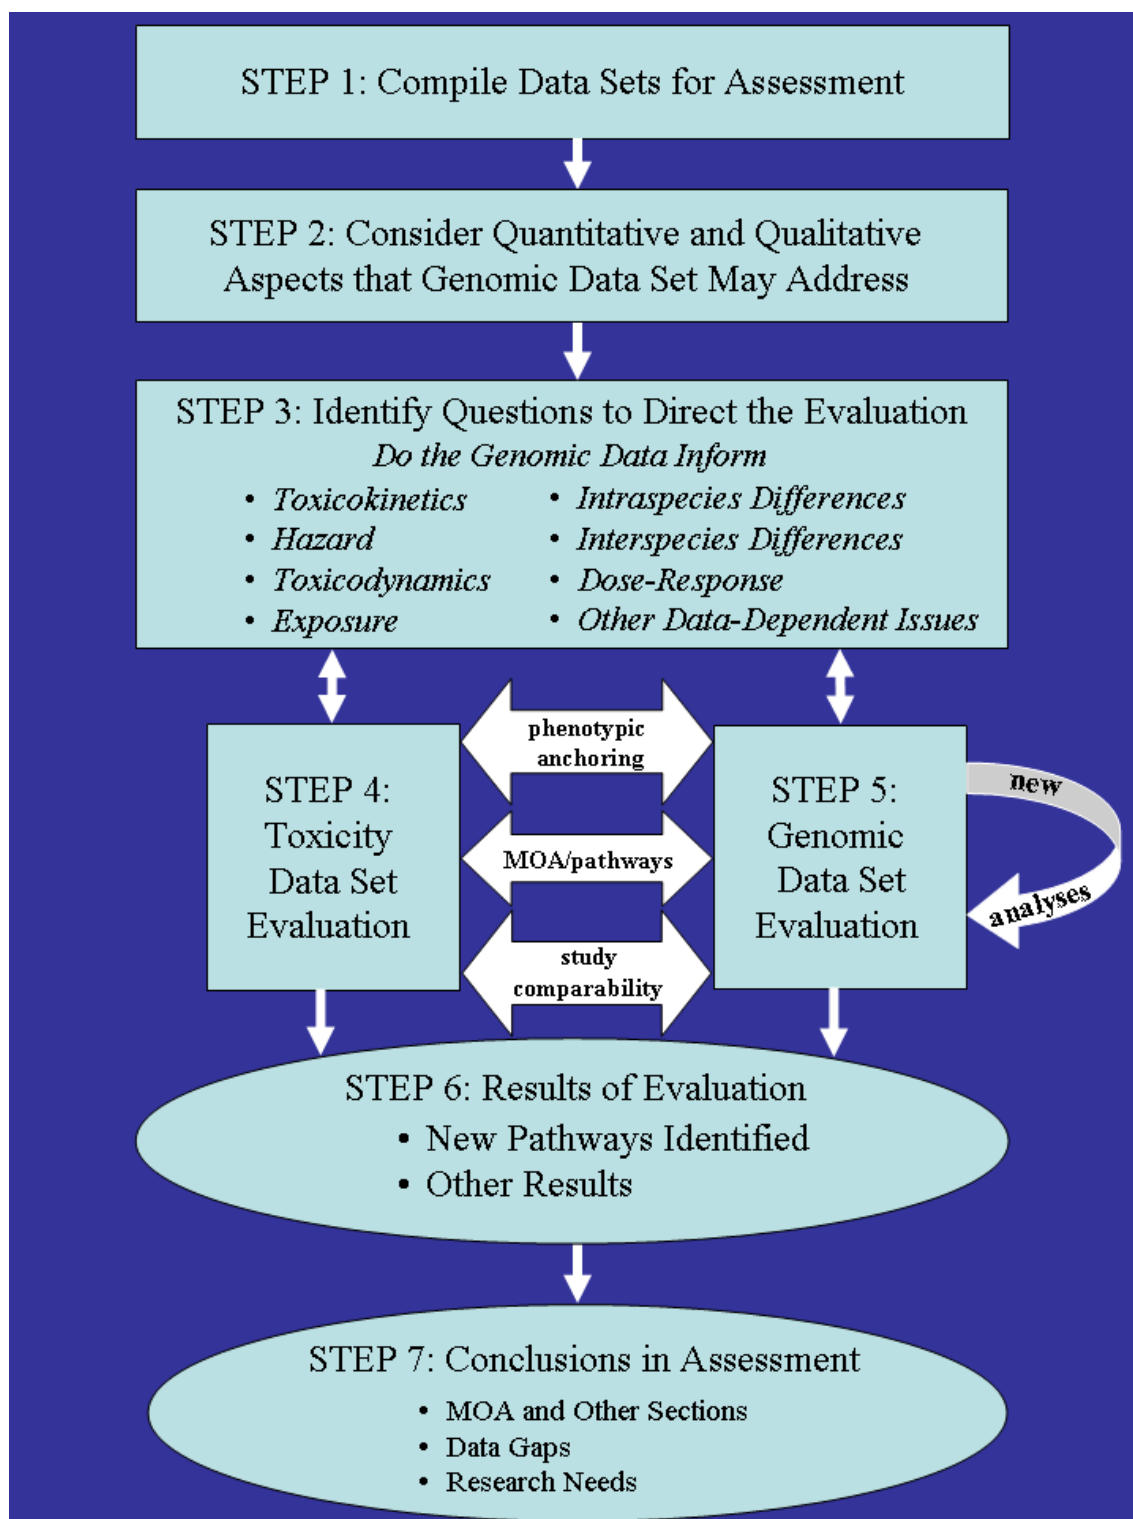 STEP 1: Compile Data Sets for Assessment
STEP 2: Consider Quantitative and Qualitative
Aspects that Genomic Data Set May Address
STEP 3: Identify Questions to Direct the Evaluation
Do the Genomic Data Inform
• Toxicokinetics
• Hazard
• Toxicodynamics
• Exposure
• Intraspecies Differences
• Interspecies Differences
• Dose-Response
• Other Data-Dependent Issues
STEP 4:
Toxicity
Data Set
Evaluation
phenotypic
anchoring
MOA/pathways
study
comparability
STEP 5:
Genomic
Data Set
Evaluation
new
analyses
STEP 6: Results of Evaluation
• New Pathways Identified
• Other Results
STEP 7: Conclusions in Assessment
• MOA and Other Sections
• Data Gaps
• Research Needs